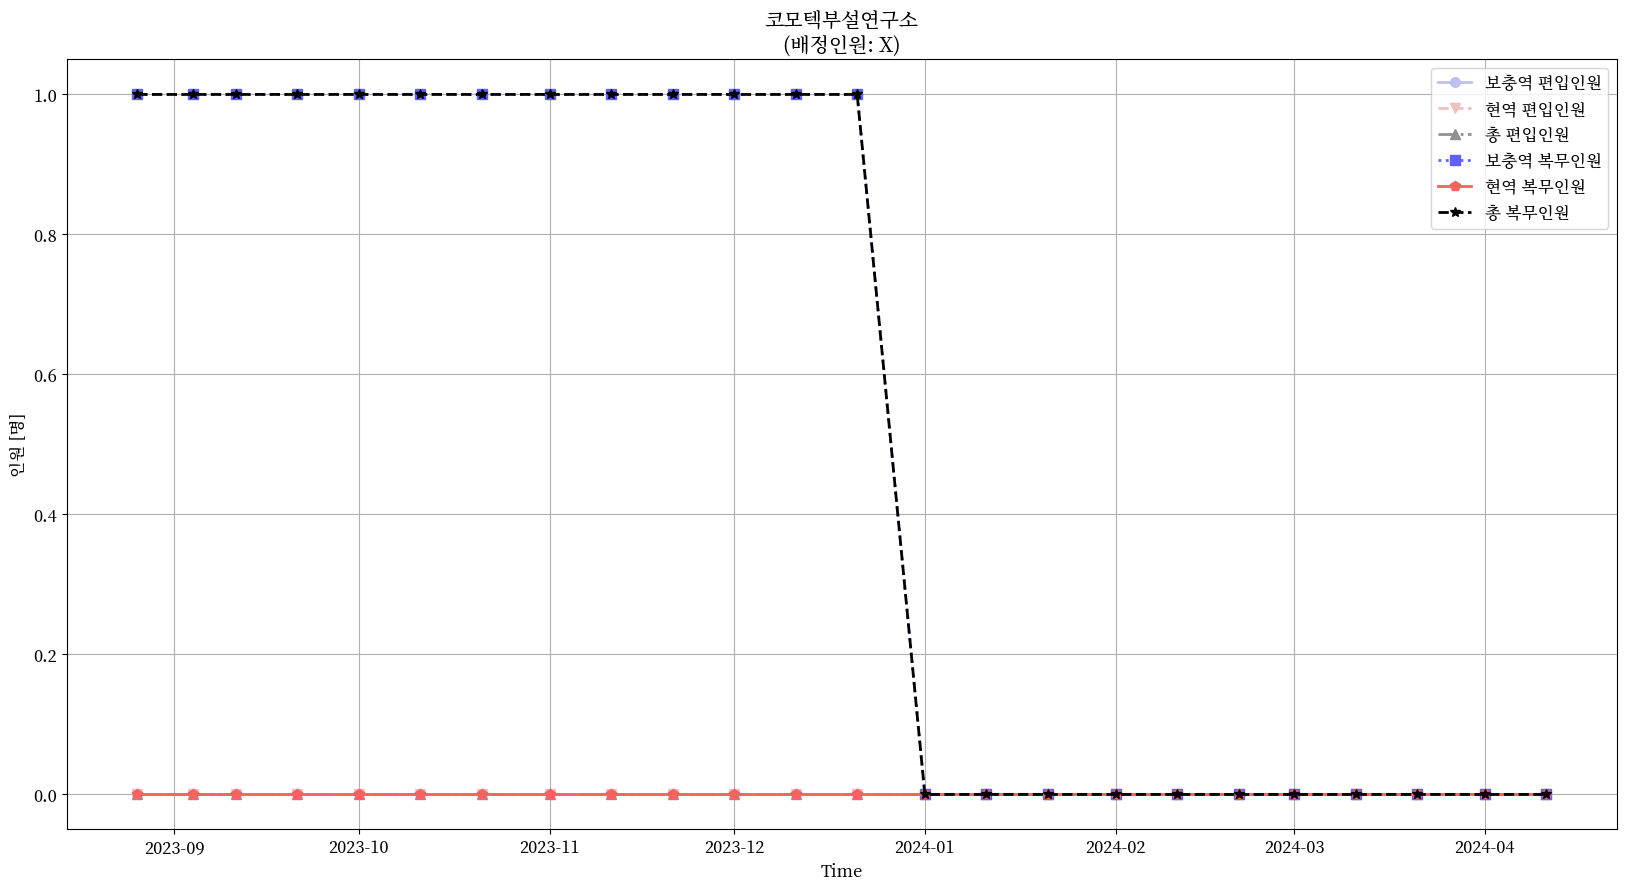 코모텍부설연구소
(배정인원: X)
보충역 편입인원
현역 편입인원
총 편입인원
보충역 복무인원
현역 복무인원
총 복무인원
인원 [명]
1.0
0.8
0.6
0.4
0.2
0.0
2023-09
2023-10
2023-11
2023-12
2024-01
2024-02
2024-03
2024-04
Time